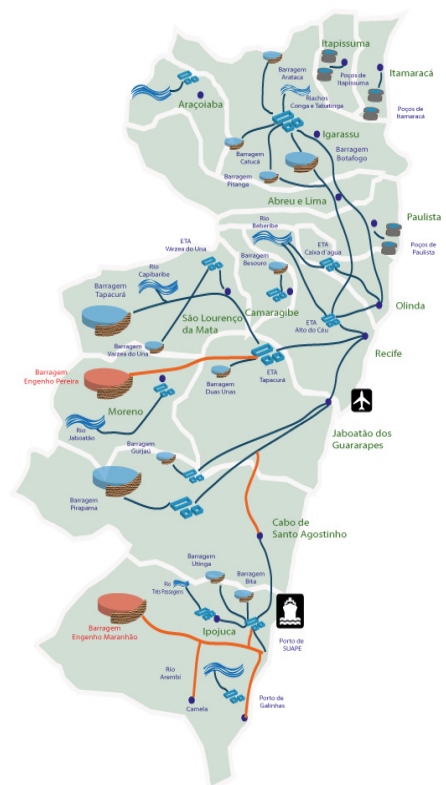 Itapissuma
Barragem
Arataca
Poços de
Itapissuma
Itamaracá
Riachos
Conga e Tabatinga
Araçoiaba
Poços de
Itamaracá
Igarassu
Barragem
Botafogo
Barragem
Catucá
Barragem
Pitanga
Abreu e Lima
Paulista
Rio
Beberibe
ETA
Várzea do Una
ETA
Caixa d'agua
Poços de
Paulista
Barragem
Besouro
Rio
Capibaribe
Barragem
Tapacurá
Olinda
São Lourenço
da Mata
Camaragibe
ETA
Alto do Céu
Barragem
Várzea do Una
Recife
Barragem
Engenho Pereira
ETA
Tapacurá
Barragem
Duas Unas
Moreno
Rio
Jaboatão
Jaboatão dos
Guararapes
Barragem
Gurjaú
Barragem
Pirapama
Cabo de
Santo Agostinho
Barragem
Utinga
Barragem
Bita
Rio
Três Passagens
Ipojuca
Porto de
SUAPE
Barragem
Engenho Maranhão
Rio
Arembi
Porto de
Galinhas
Camela